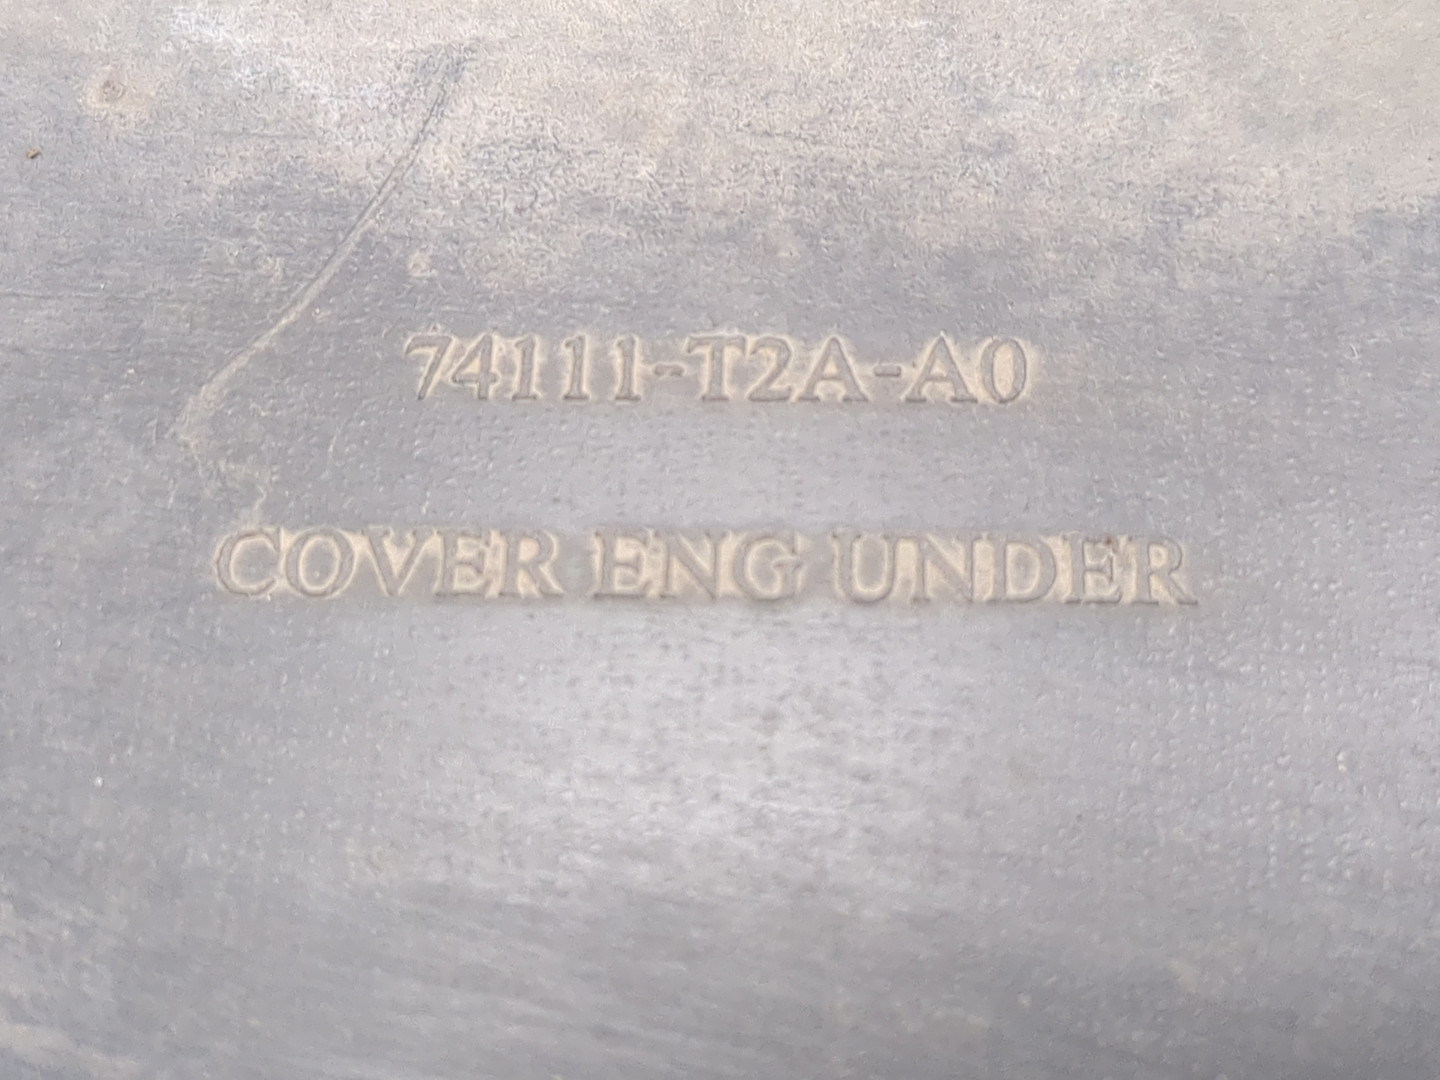 74111-T2A-A0
COVER ENG UNDER